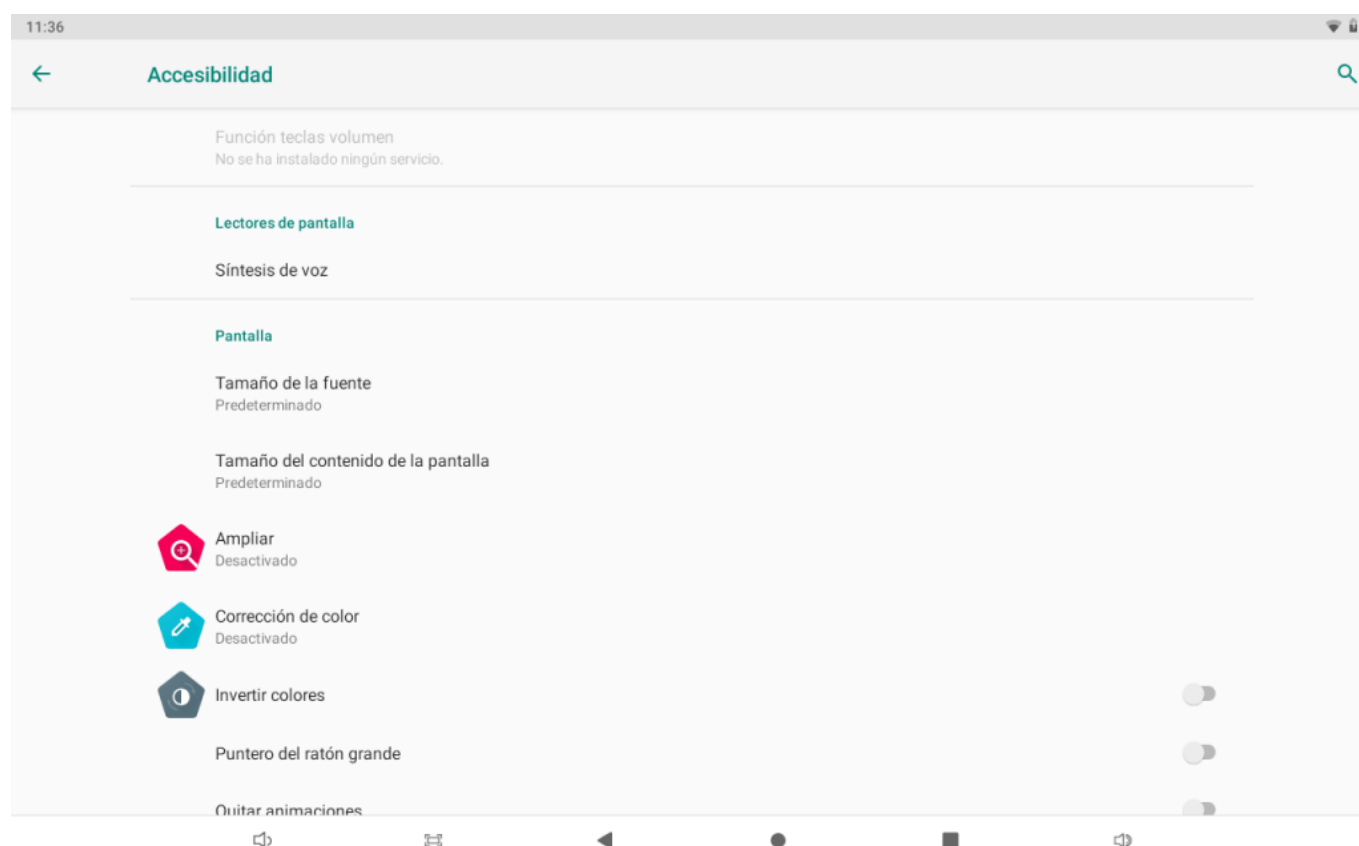 11:36
Accesibilidad
Función teclas volumen
No se ha instalado ningún servicio.
Lectores de pantalla
Síntesis de voz
Pantalla
Tamaño de la fuente
Predeterminado
Tamaño del contenido de la pantalla
Predeterminado
Ampliar
Desactivado
Corrección de color
Desactivado
Invertir colores
Puntero del ratón grande
Quitar animaciones